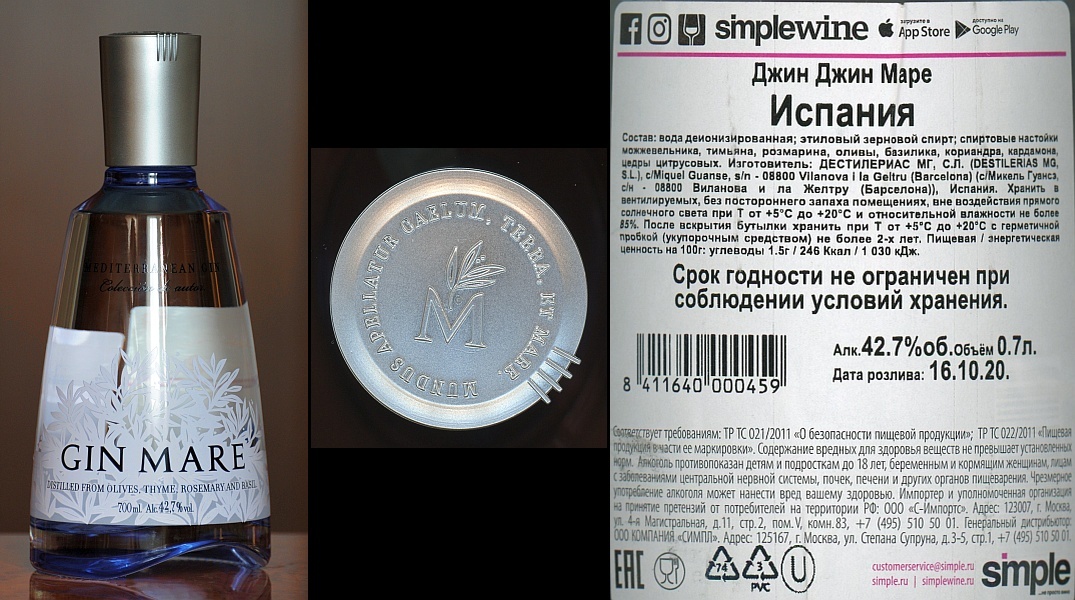 MEDITERRANEAN GIN
Colección de autor
GIN MARE
DISTILLED FROM OLIVES, THYME, ROSEMARY AND BASIL
700ml. Alc.42,7%vol.
MUNDUS APELLATUR CAELUM, TERRA, ET MARE.
M
simplewine
загрузите в
App Store
доступно на
Google Play
Джин Джин Маре
Испания
Состав: вода деионизированная; этиловый зерновой спирт; спиртовые настойки
можжевельника, тимьяна, розмарина, оливы, базилика, кориандра, кардамона,
цедры цитрусовых. Изготовитель: ДЕСТИЛЕРИАС МГ, С.Л. (DESTILERIAS MG,
S.L.), c/Miquel Guanse, s/n - 08800 Vilanova i la Geltru (Barcelona) (с/Микель Гуансэ,
с/н - 08800 Виланова и ла Желтру (Барселона)), Испания. Хранить в
вентилируемых, без постороннего запаха помещениях, вне воздействия прямого
солнечного света при Т от +5°С до +20°С и относительной влажности не более
85%. После вскрытия бутылки хранить при Т от +5°С до +20°С с герметичной
пробкой (укупорочным средством) не более 2-х лет. Пищевая / энергетическая
ценность на 100г: углеводы 1.5г / 246 Ккал / 1 030 кДж.
Срок годности не ограничен при
соблюдении условий хранения.
Алк.42.7%об.Объём 0.7л.
Дата розлива: 16.10.20.
8 411640 000459
Соответствует требованиям: ТР ТС 021/2011 «О безопасности пищевой продукции»; ТР ТС 022/2011 «Пищевая
продукция в части ее маркировки». Содержание вредных для здоровья веществ не превышает установленных
норм. Алкоголь противопоказан детям и подросткам до 18 лет, беременным и кормящим женщинам, лицам
с заболеваниями центральной нервной системы, почек, печени и других органов пищеварения. Чрезмерное
употребление алкоголя может нанести вред вашему здоровью. Импортер и уполномоченная организация
на принятие претензий от потребителей на территории РФ: ООО «С-Импортс». Адрес: 123007, г. Москва,
ул. 4-я Магистральная, д.11, стр.2, пом.V, комн.83, +7 (495) 510 50 01. Генеральный дистрибьютор:
ООО КОМПАНИЯ «СИМПЛ». Адрес: 125167, г. Москва, ул. Степана Супруна, д.3-5, стр.1, +7 (495) 510 50 01.
EAC
74
3
PVC
customerservice@simple.ru
simple.ru | simplewine.ru
simple
...не просто вино